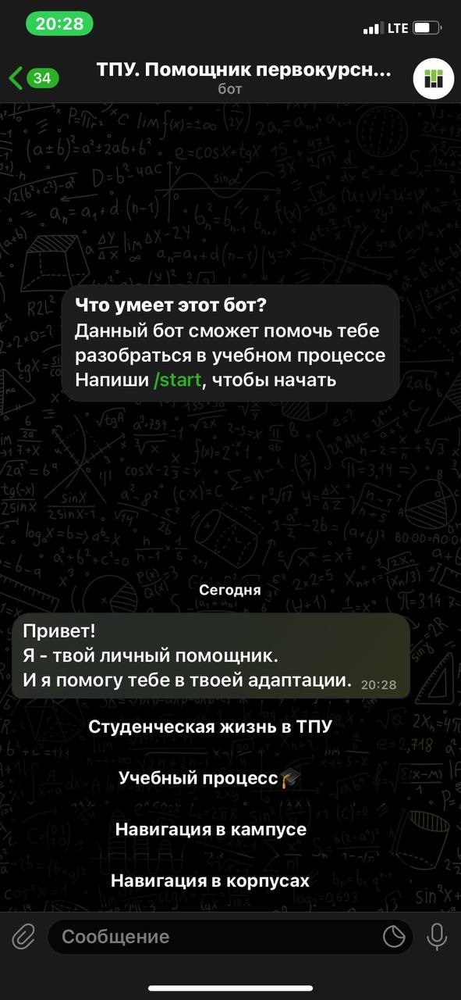 20:28
LTE
34
ТПУ. Помощник первокурсн...
бот
Что умеет этот бот?
Данный бот сможет помочь тебе
разобраться в учебном процессе
Напиши /start, чтобы начать
Сегодня
Привет!
Я - твой личный помощник.
И я помогу тебе в твоей адаптации. 20:28
Студенческая жизнь в ТПУ
Учебный процесс🎓
Навигация в кампусе
Навигация в корпусах
Сообщение